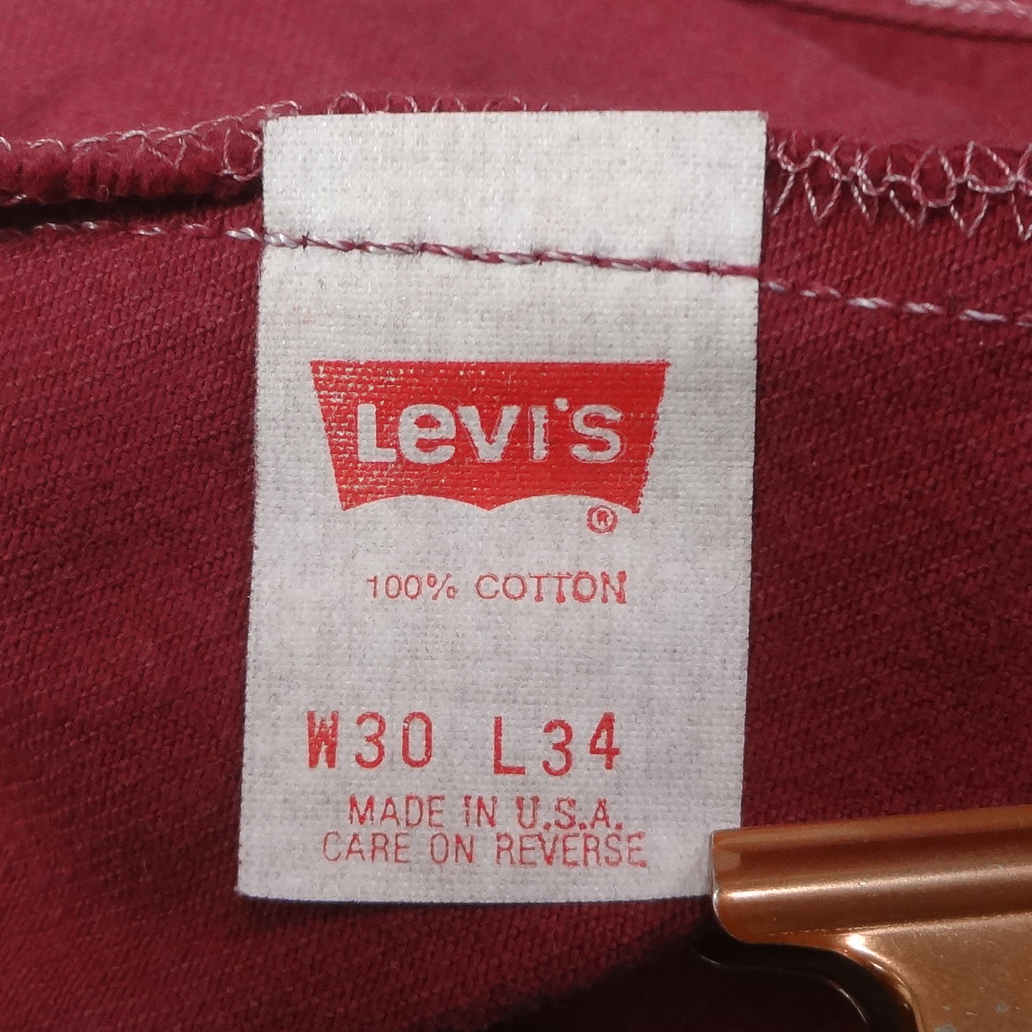 Levi's
®
100% COTTON
W30 L34
MADE IN U.S.A.
CARE ON REVERSE